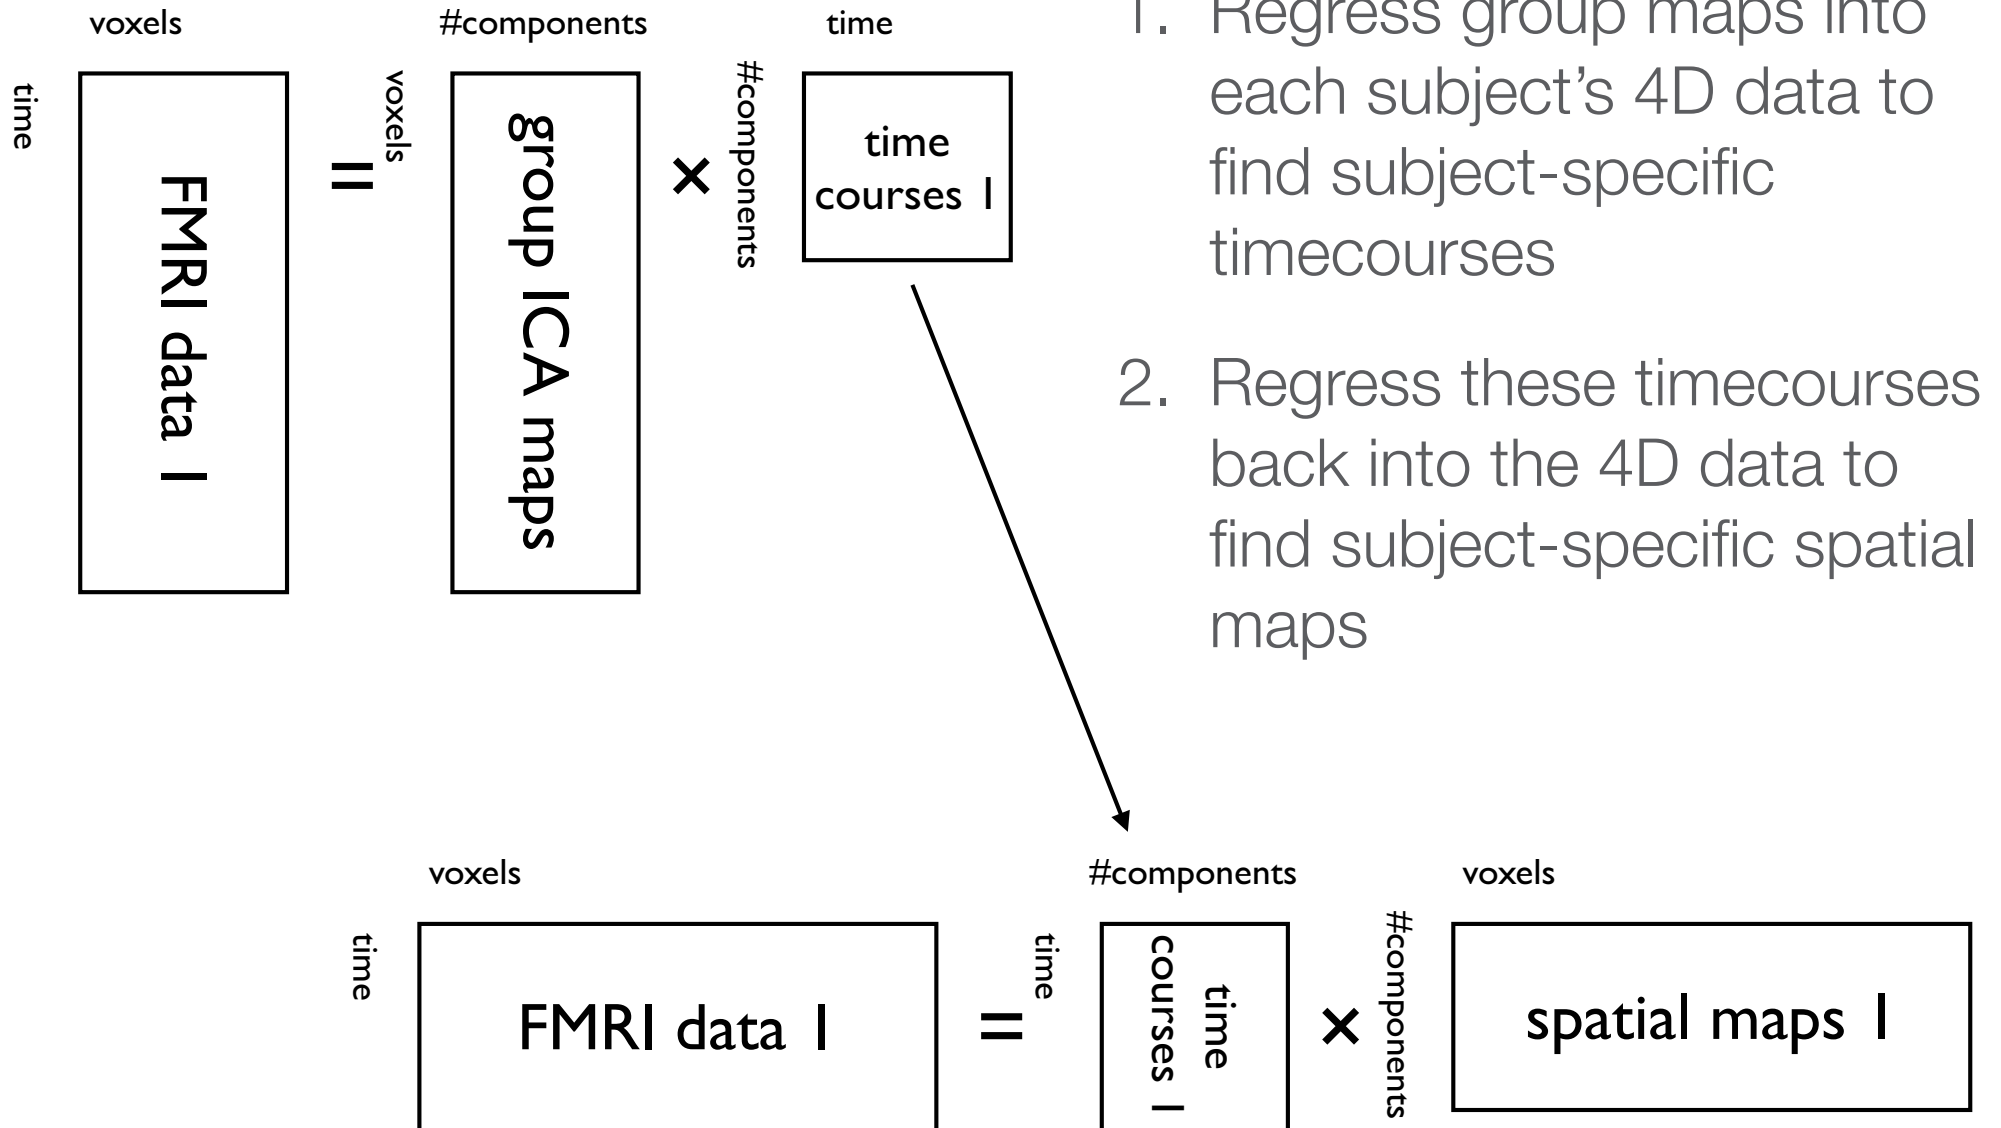 voxels
#components
time
time
voxels
#components
FMRI data 1
=
group ICA maps
×
time
courses 1
1. Regress group maps into
each subject's 4D data to
find subject-specific
timecourses
2. Regress these timecourses
back into the 4D data to
find subject-specific spatial
maps
voxels
#components
voxels
time
time
#components
FMRI data 1
=
time
courses 1
×
spatial maps 1